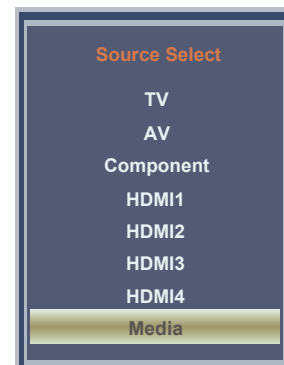 Source Select
TV
AV
Component
HDMI1
HDMI2
HDMI3
HDMI4
Media